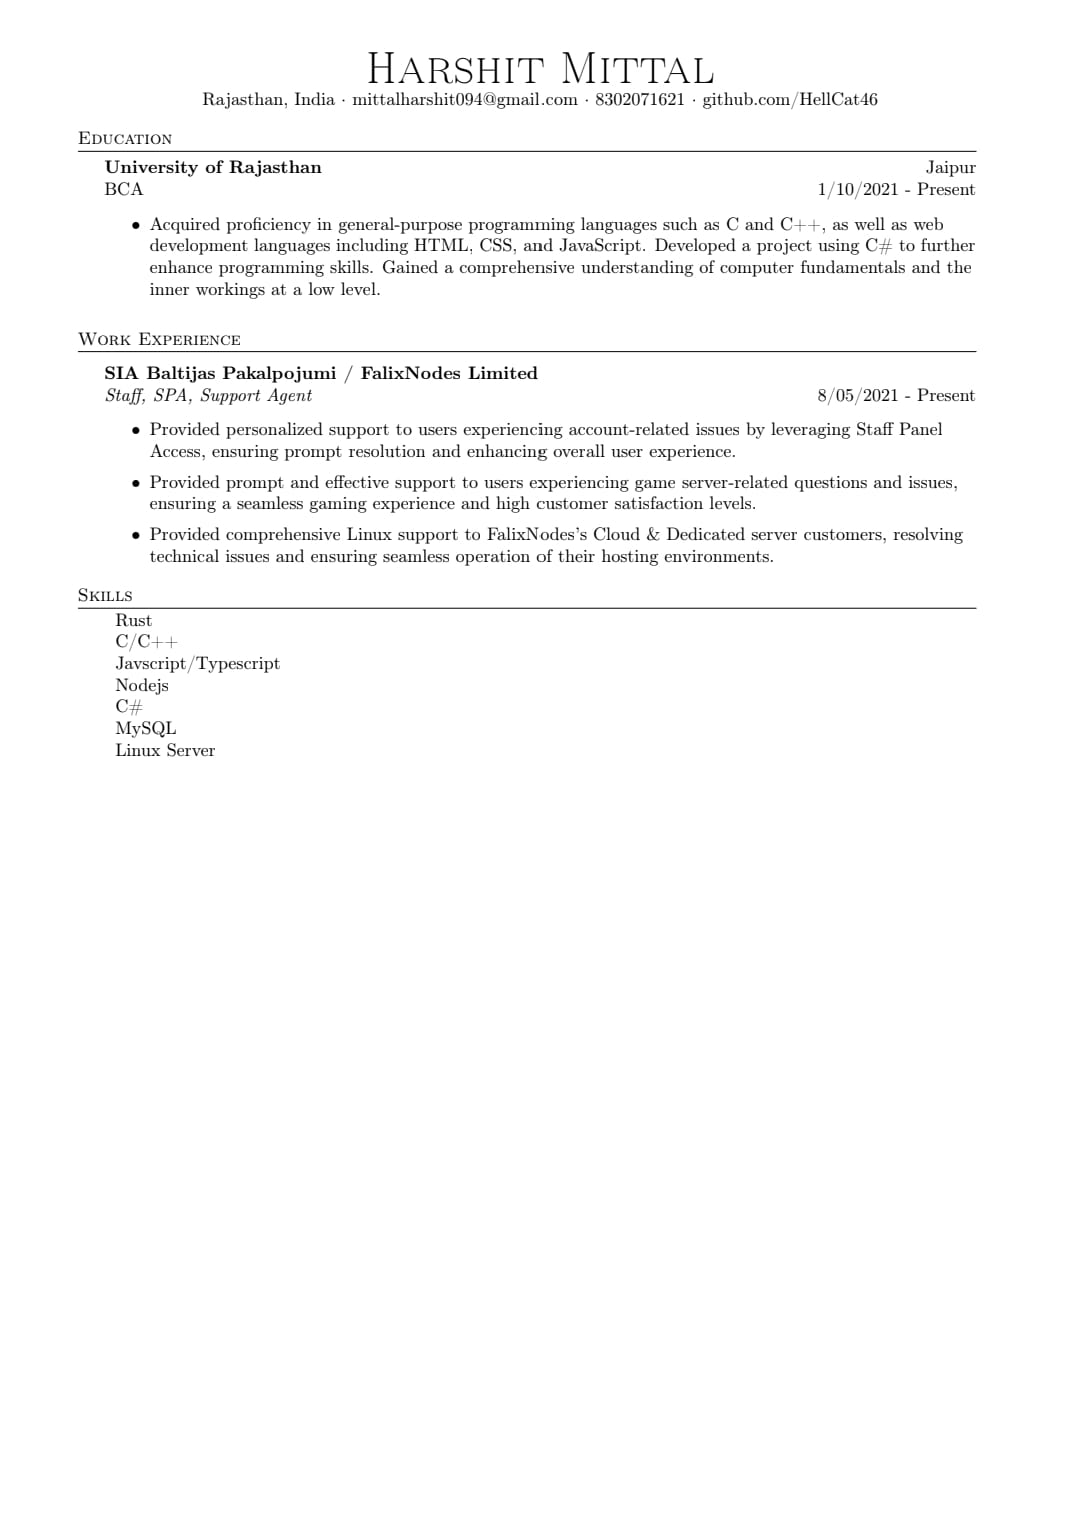 Harshit Mittal
Rajasthan, India · mittalharshit094@gmail.com · 8302071621 · github.com/HellCat46
Education
University of Rajasthan Jaipur
BCA 1/10/2021 - Present
• Acquired proficiency in general-purpose programming languages such as C and C++, as well as web
development languages including HTML, CSS, and JavaScript. Developed a project using C# to further
enhance programming skills. Gained a comprehensive understanding of computer fundamentals and the
inner workings at a low level.
Work Experience
SIA Baltijas Pakalpojumi / FalixNodes Limited
Staff, SPA, Support Agent 8/05/2021 - Present
• Provided personalized support to users experiencing account-related issues by leveraging Staff Panel
Access, ensuring prompt resolution and enhancing overall user experience.
• Provided prompt and effective support to users experiencing game server-related questions and issues,
ensuring a seamless gaming experience and high customer satisfaction levels.
• Provided comprehensive Linux support to FalixNodes's Cloud & Dedicated server customers, resolving
technical issues and ensuring seamless operation of their hosting environments.
Skills
Rust
C/C++
Javscript/Typescript
Nodejs
C#
MySQL
Linux Server